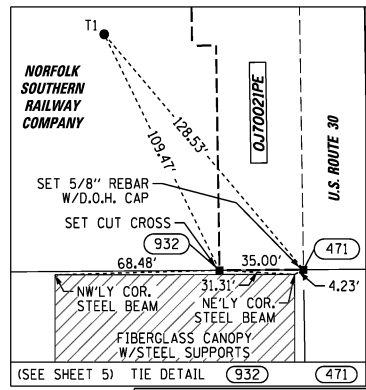 T1
NORFOLK
SOUTHERN
RAILWAY
COMPANY
109.47'
128.53'
0J70021PE
U.S. ROUTE 30
SET 5/8" REBAR
W/D.O.H. CAP
SET CUT CROSS
932
471
68.48'
35.00'
31.31'
4.23'
NW'LY COR.
STEEL BEAM
NE'LY COR.
STEEL BEAM
FIBERGLASS CANOPY
W/STEEL SUPPORTS
(SEE SHEET 5) TIE DETAIL 932 471